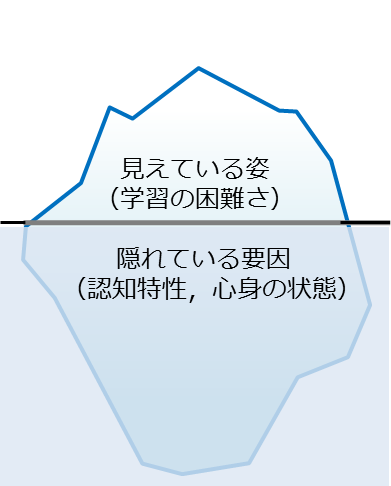 見えている姿
（学習の困難さ）
隠れている要因
（認知特性，心身の状態）